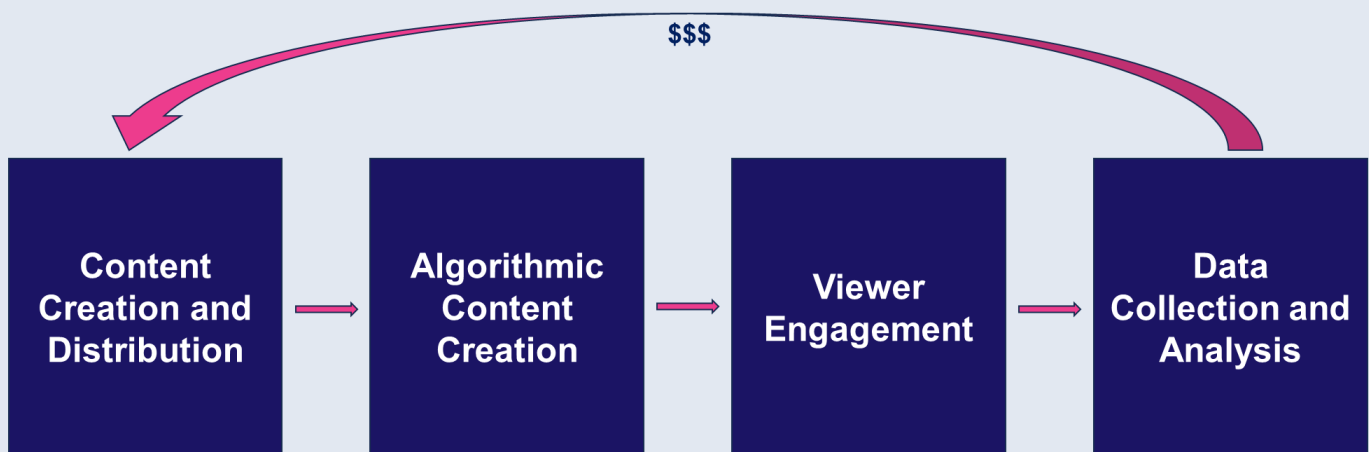 $$$
Content
Creation and
Distribution
Algorithmic
Content
Creation
Viewer
Engagement
Data
Collection and
Analysis